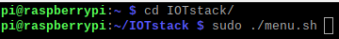 pi@raspberrypi:~ $ cd IOTstack/
pi@raspberrypi:~/IOTstack $ sudo ./menu.sh